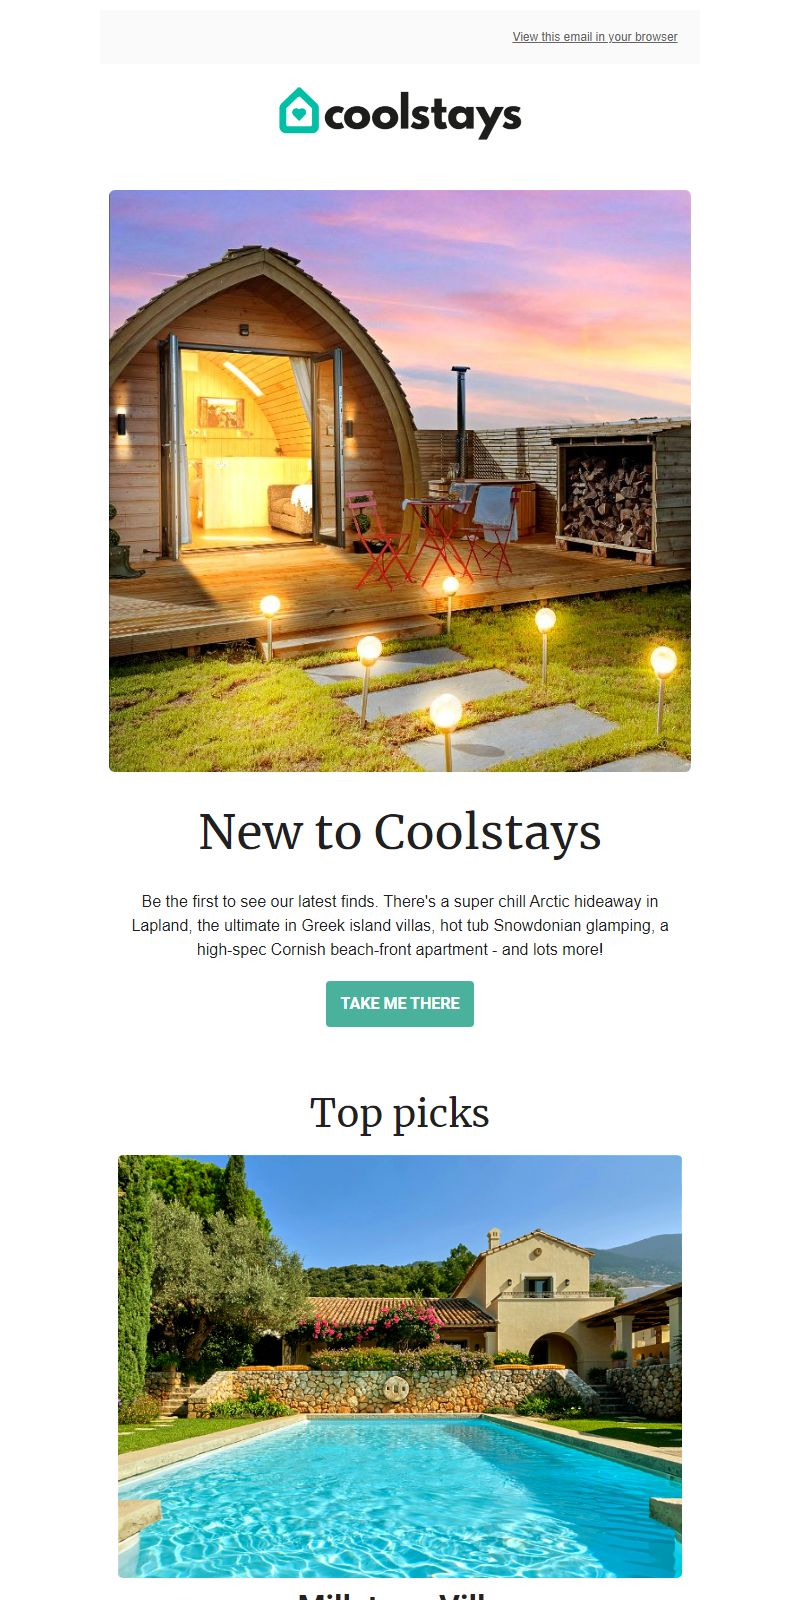 View this email in your browser
coolstays
New to Coolstays
Be the first to see our latest finds. There's a super chill Arctic hideaway in
Lapland, the ultimate in Greek island villas, hot tub Snowdonian glamping, a
high-spec Cornish beach-front apartment - and lots more!
TAKE ME THERE
Top picks